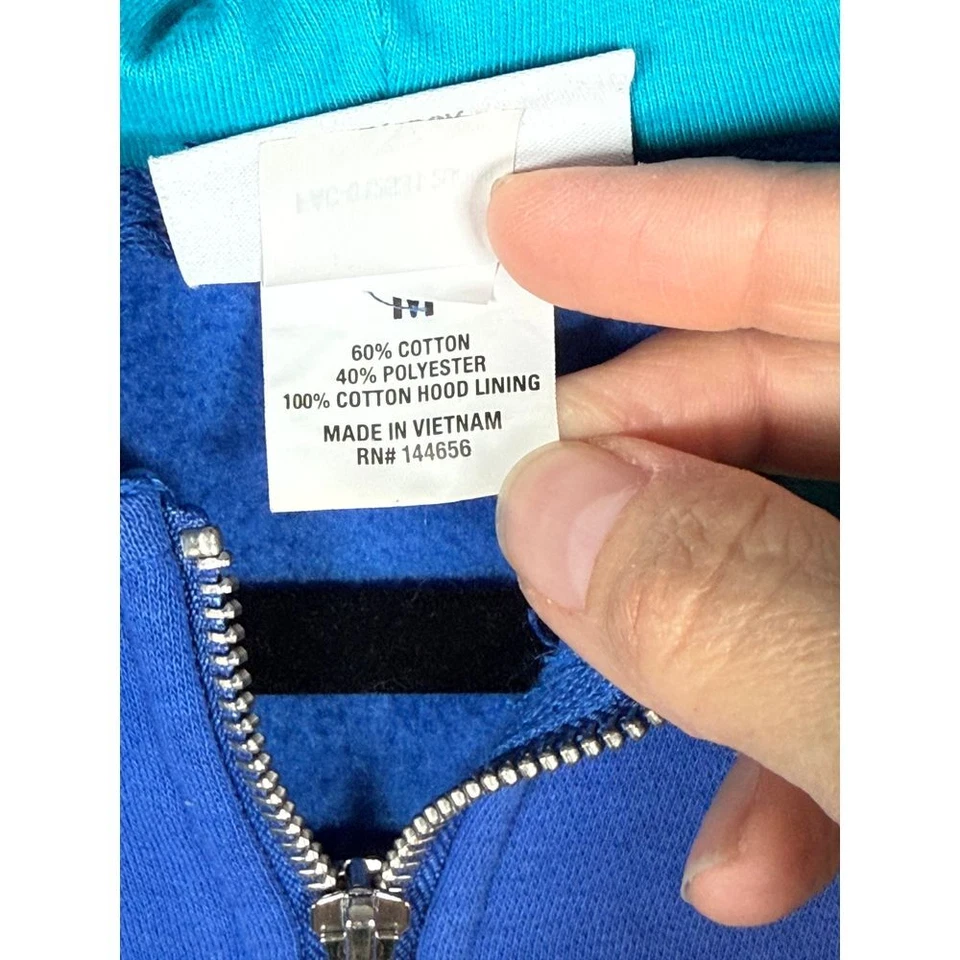 M
60% COTTON
40% POLYESTER
100% COTTON HOOD LINING
MADE IN VIETNAM
RN# 144656